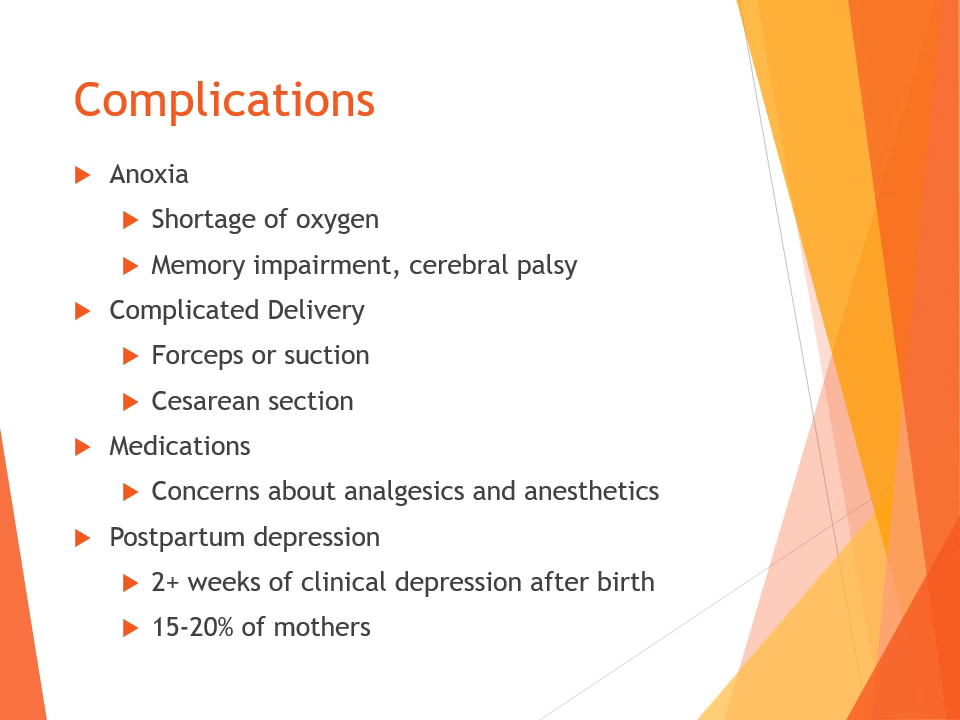 Complications
Anoxia
Shortage of oxygen
Memory impairment, cerebral palsy
Complicated Delivery
Forceps or suction
Cesarean section
Medications
Concerns about analgesics and anesthetics
Postpartum depression
2+ weeks of clinical depression after birth
15-20% of mothers